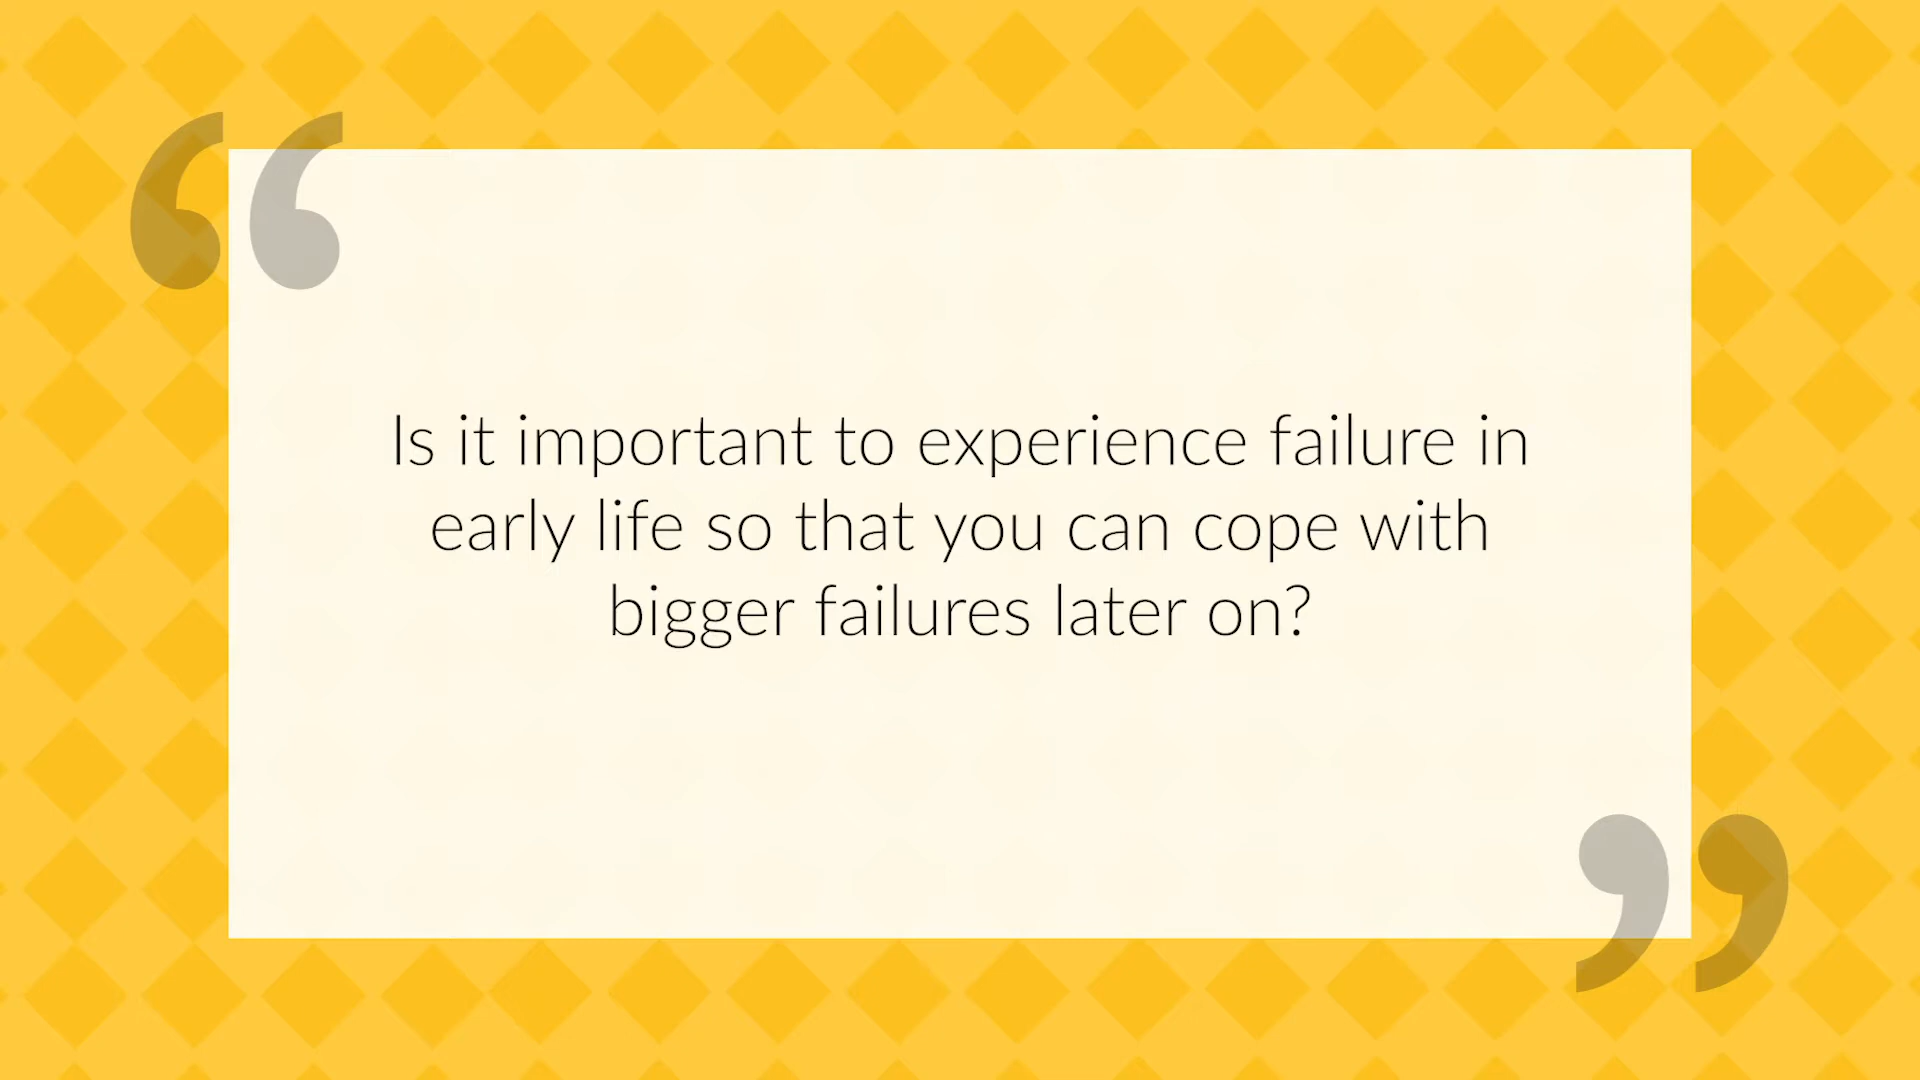 “
Is it important to experience failure in
early life so that you can cope with
bigger failures later on?
”